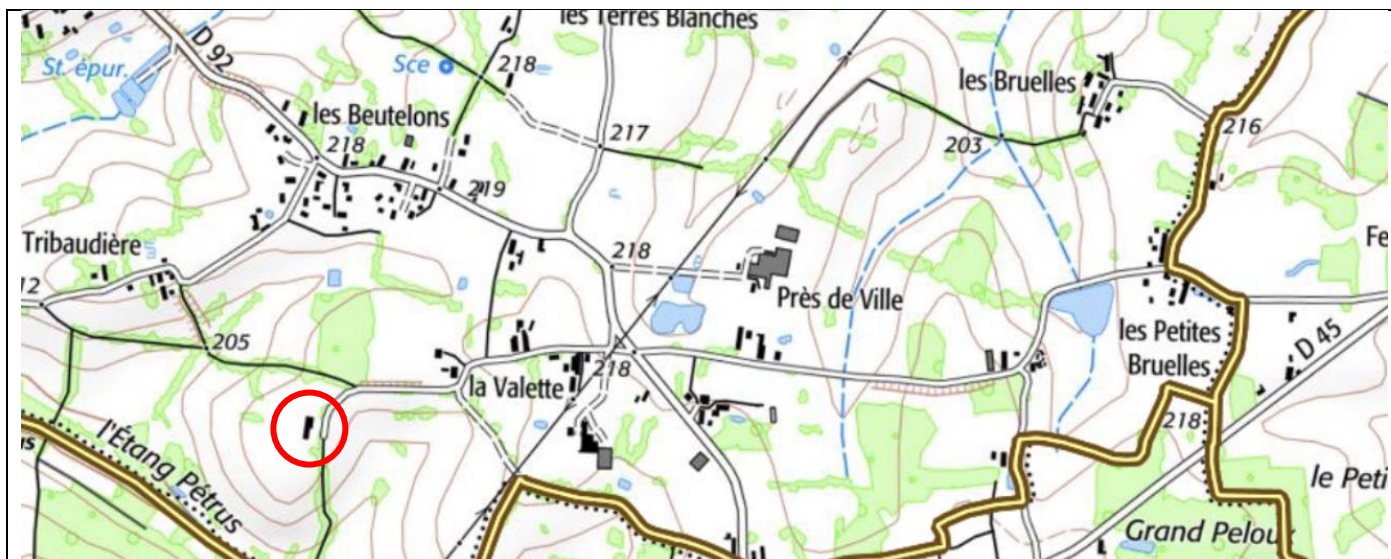 les Terres Blanches
D 92
St. épur.
Sce
218
les Beutelons
les Bruelles
217
216
203
218
219
Tribaudière
218
12
Près de Ville
les Petites
Bruelles
205
D 45
218
la Valette
218
l'Étang Pétrus
le Peti
Grand Pelou
Fe